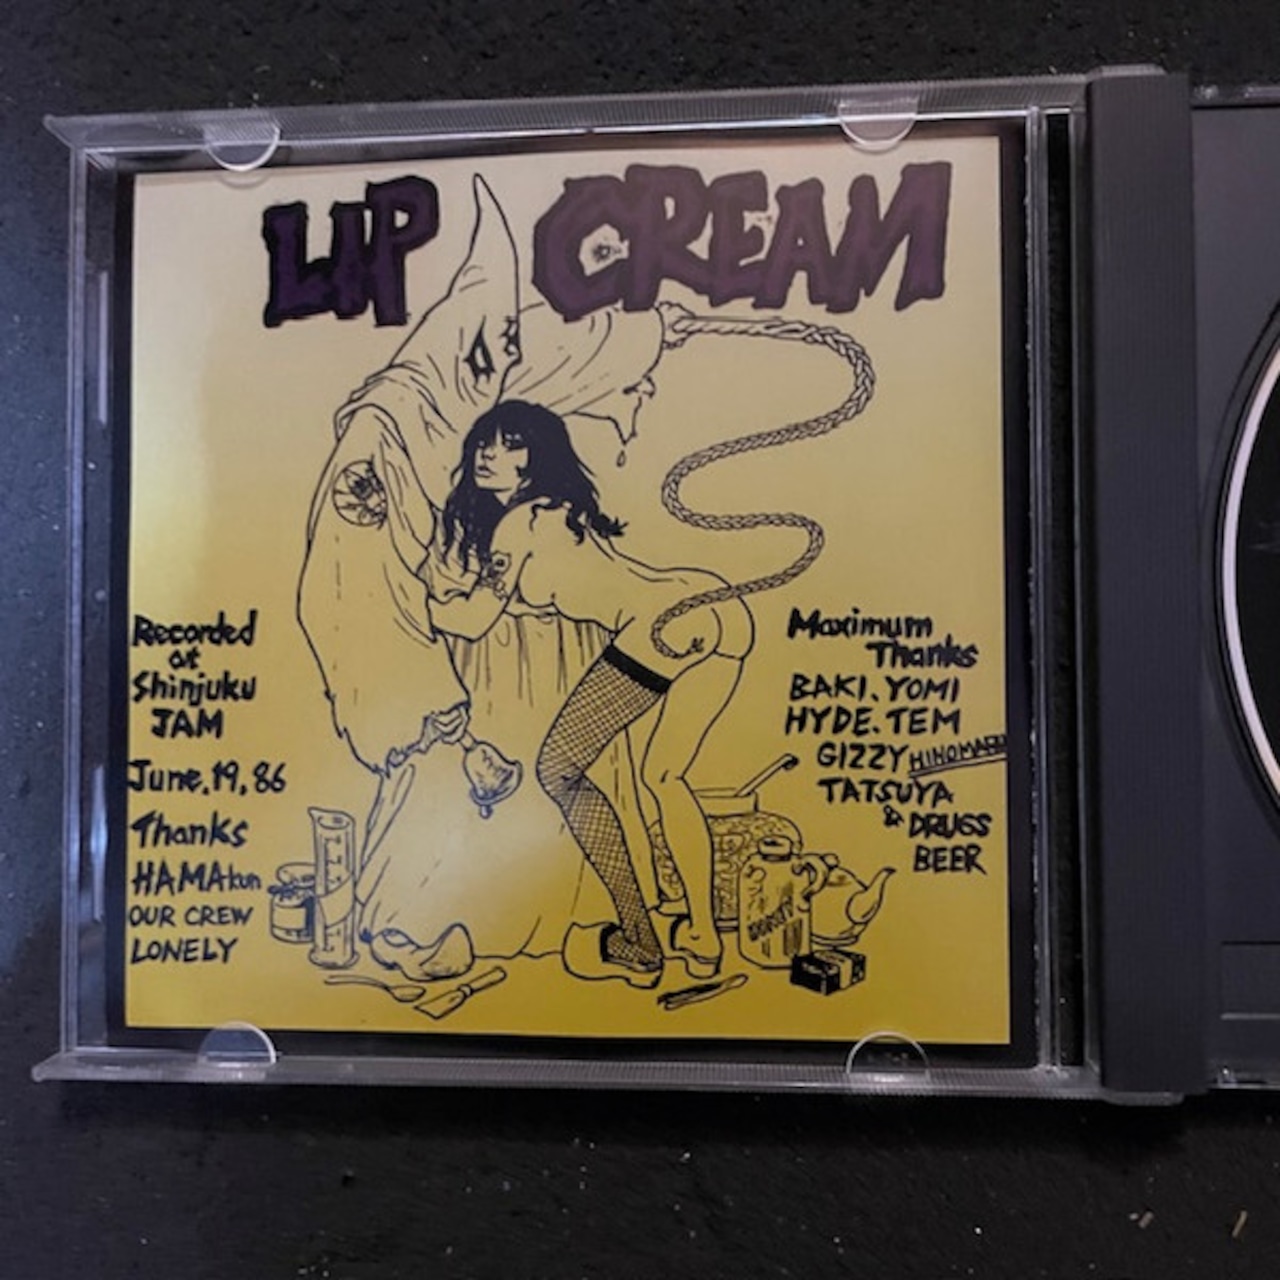 LIP CREAM
Recorded
at
Shinjuku
JAM
June.19.86
Thanks
HAMAkun
OUR CREW
LONELY
Maximum
Thanks
BAKI.YOMI
HYDE.TEM
GIZZY HINOMARU
TATSUYA
& DRUGS
BEER